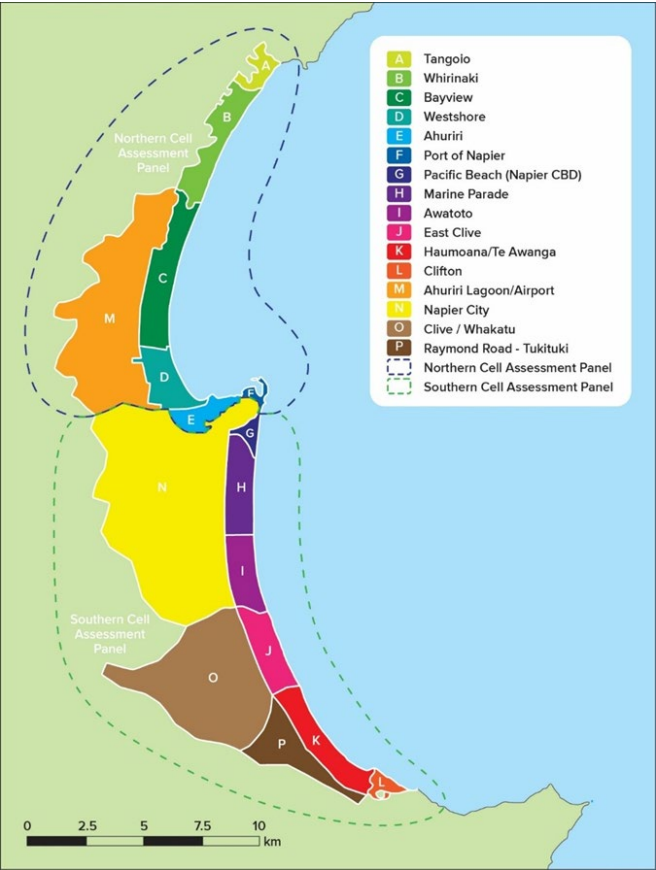 A Tangoio
B Whirinaki
C Bayview
D Westshore
E Ahuriri
F Port of Napier
G Pacific Beach (Napier CBD)
H Marine Parade
I Awatoto
J East Clive
K Haumoana/Te Awanga
L Clifton
M Ahuriri Lagoon/Airport
N Napier City
O Clive / Whakatu
P Raymond Road - Tukituki
Northern Cell Assessment Panel
Southern Cell Assessment Panel
A
B
Northern Cell
Assessment
Panel
C
M
D
F
E
G
N
H
I
Southern Cell
Assessment
Panel
J
O
K
P
L
0 2.5 5 7.5 10
km